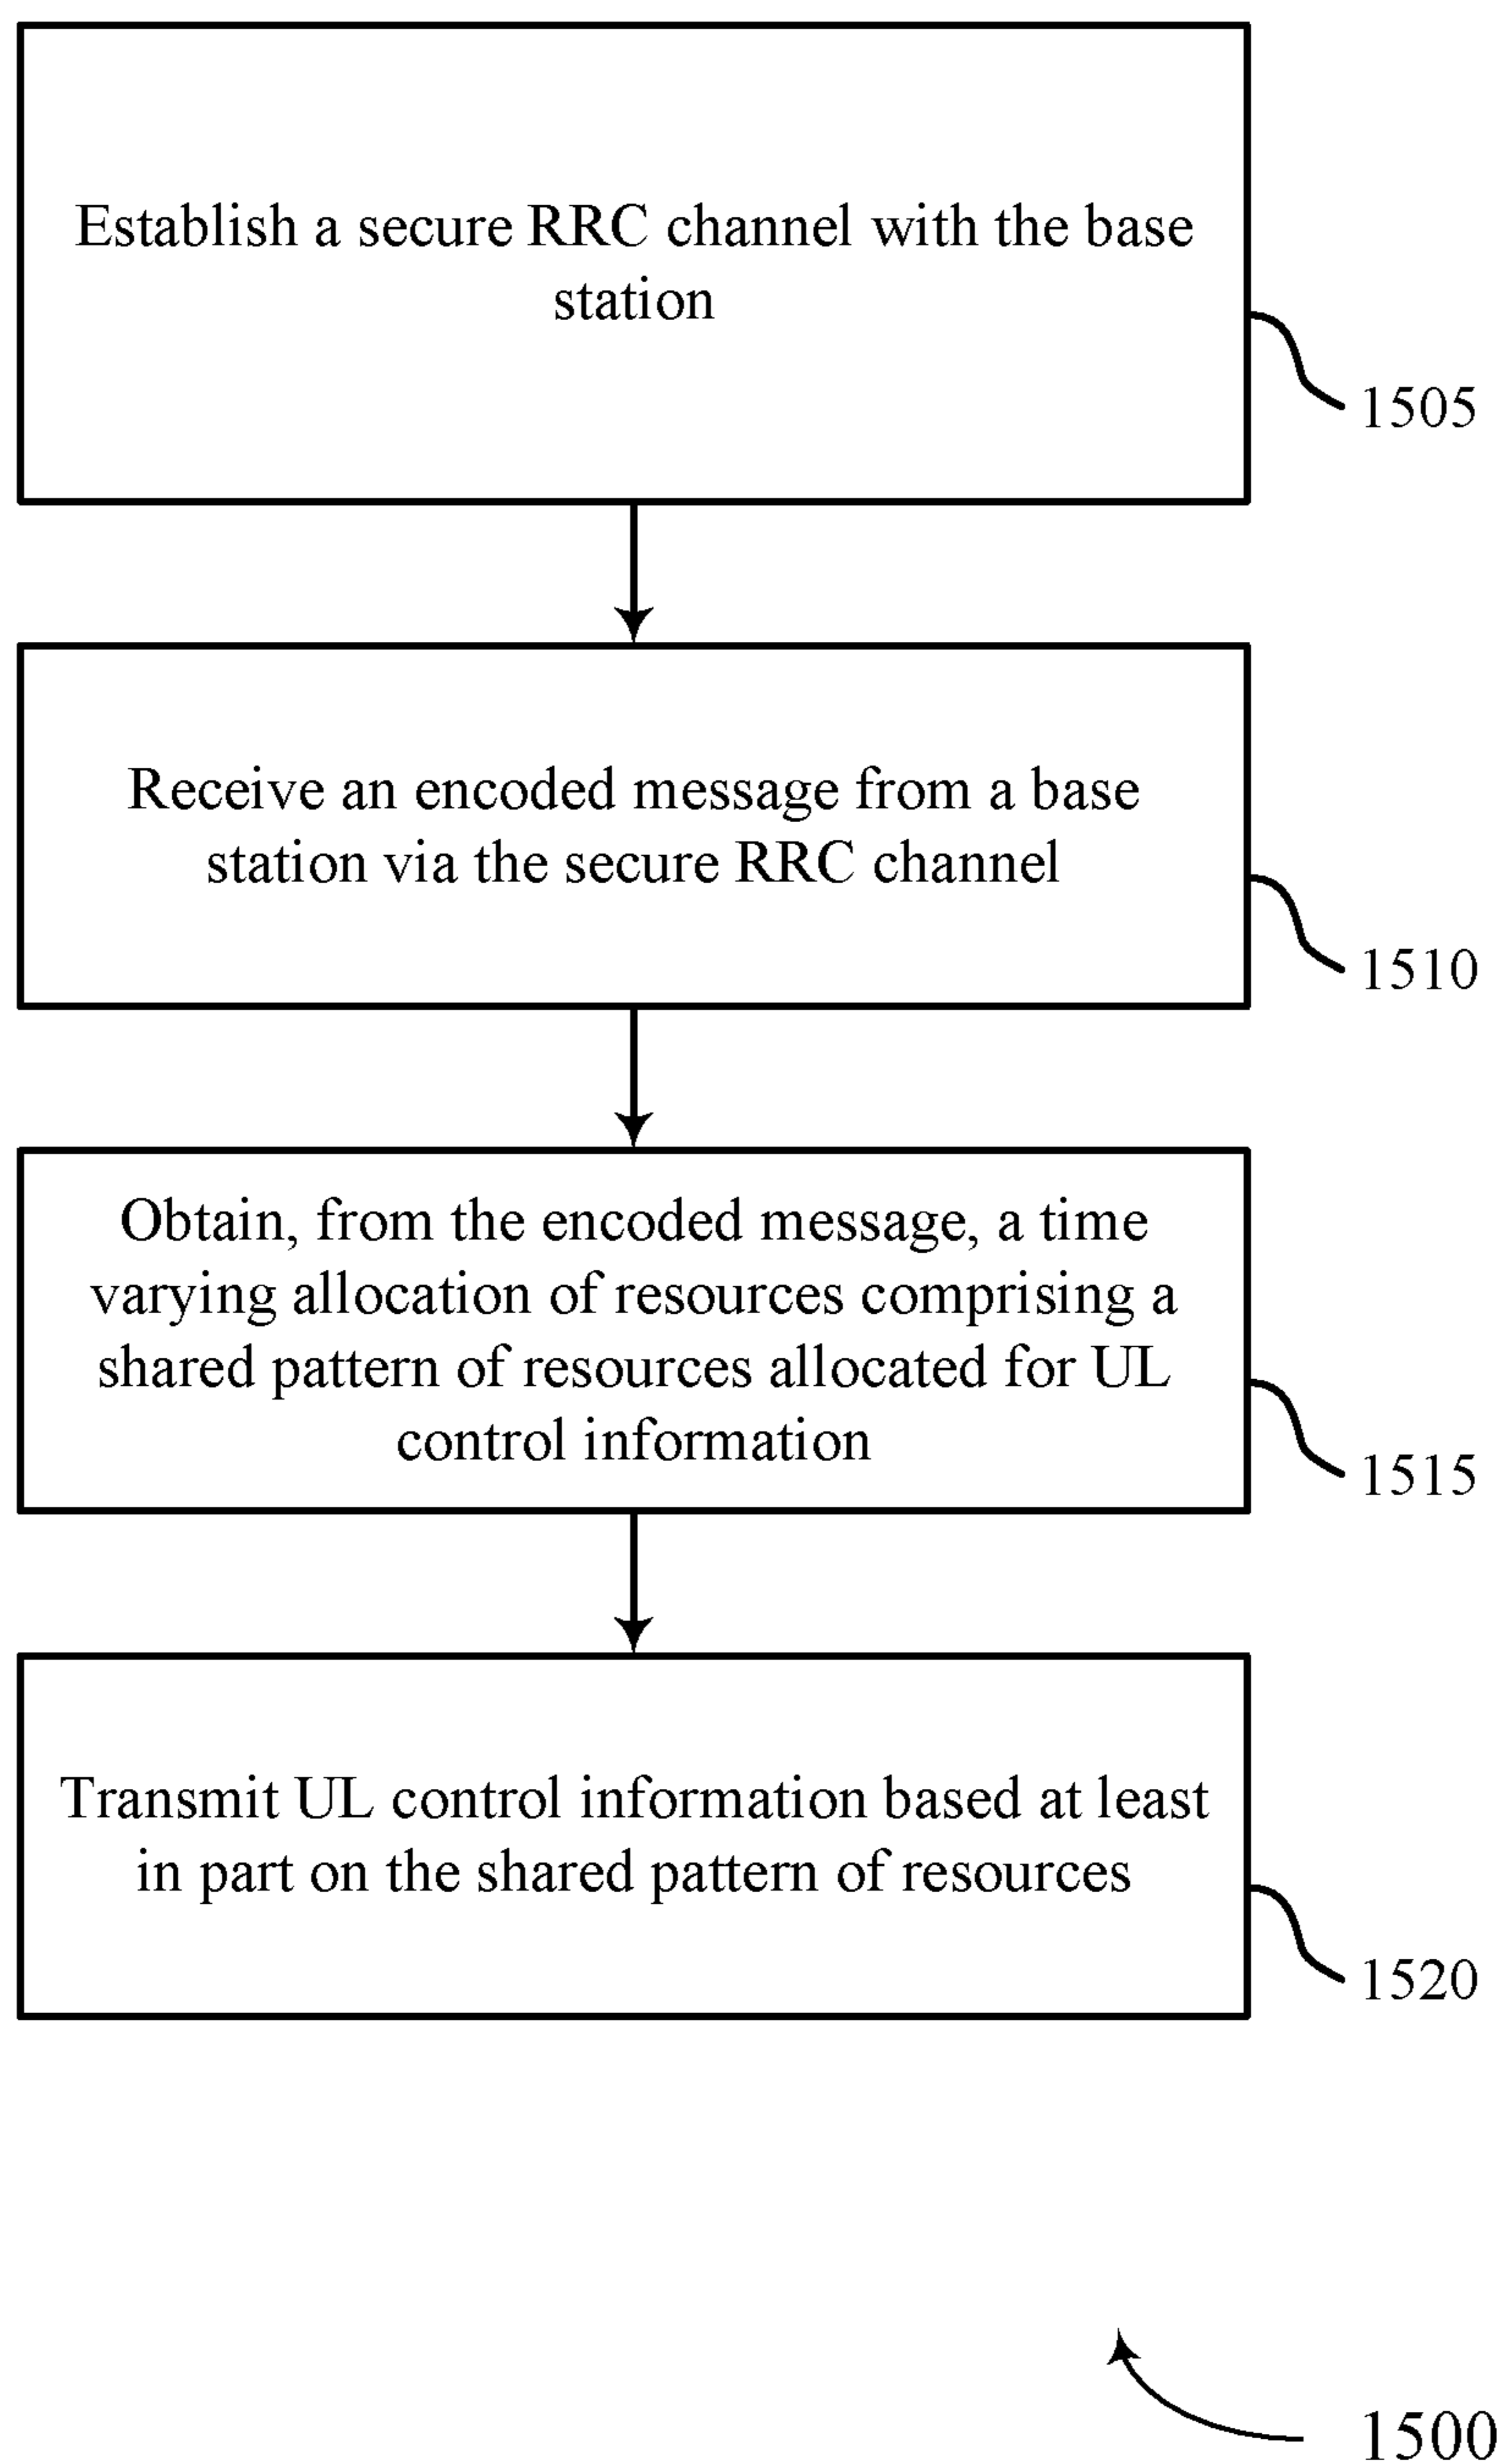 Establish a secure RRC channel with the base
station
1505
Receive an encoded message from a base
station via the secure RRC channel
1510
Obtain, from the encoded message, a time
varying allocation of resources comprising a
shared pattern of resources allocated for UL
control information
1515
Transmit UL control information based at least
in part on the shared pattern of resources
1520
1500